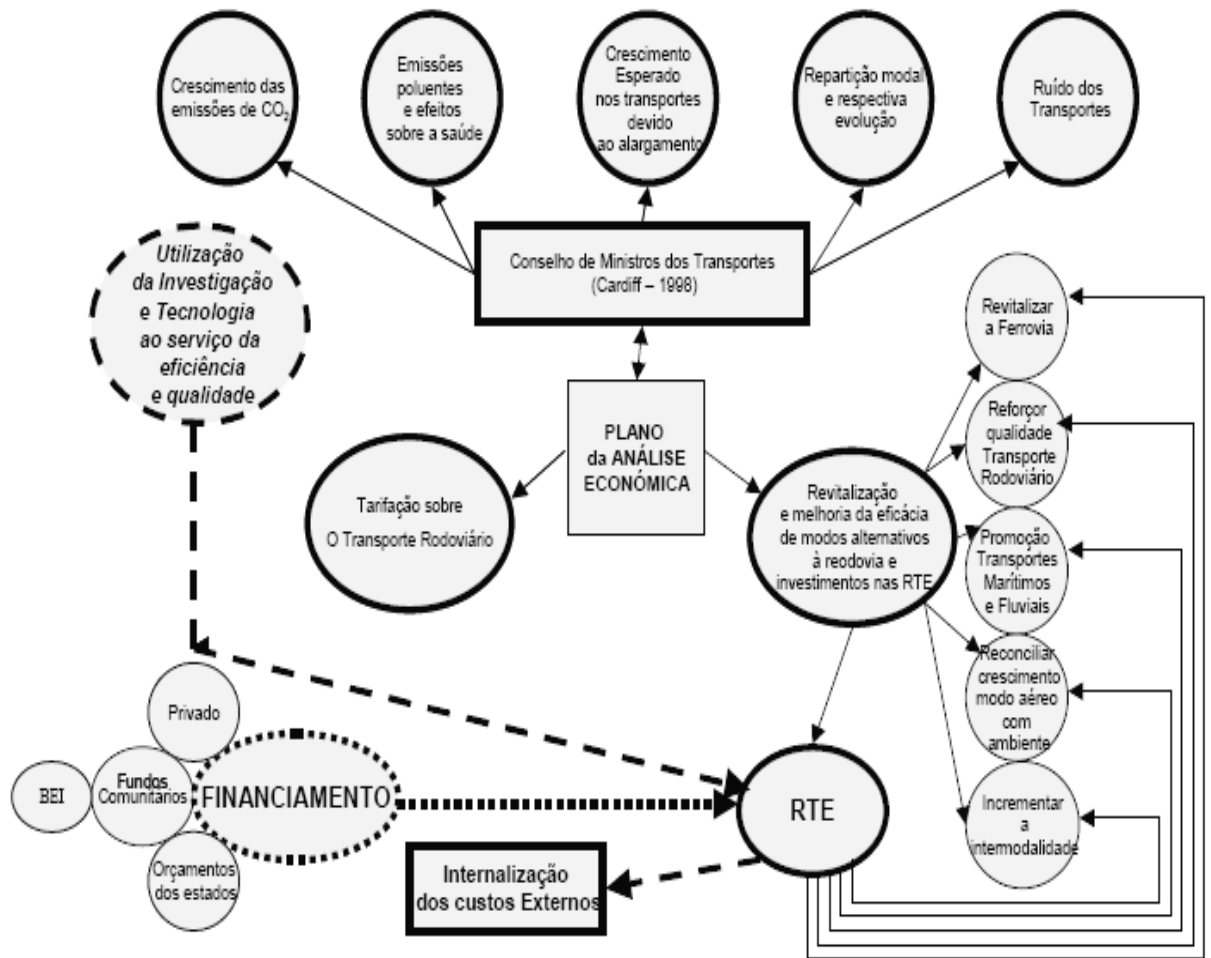 Crescimento das
emissões de CO₂
Emissões
poluentes
e efeitos
sobre a saúde
Crescimento
Esperado
nos transportes
devido
ao alargamento
Repartição modal
e respectiva
evolução
Ruído dos
Transportes
Utilização
da Investigação
e Tecnologia
ao serviço da
eficiência
e qualidade
Conselho de Ministros dos Transportes
(Cardiff – 1998)
Revitalizar
a Ferrovia
PLANO
da ANÁLISE
ECONÓMICA
Reforçor
qualidade
Transporte
Rodoviário
Tarifação sobre
O Transporte Rodoviário
Revitalização
e melhoria da eficácia
de modos alternativos
à reodovia e
investimentos nas RTE
Promoção
Transportes
Marítimos
e Fluviais
Reconciliar
crescimento
modo aéreo
com
ambiente
Privado
BEI
Fundos
Comunitários
FINANCIAMENTO
Orçamentos
dos estados
RTE
Incrementar
a
intermodalidade
Internalização
dos custos Externos